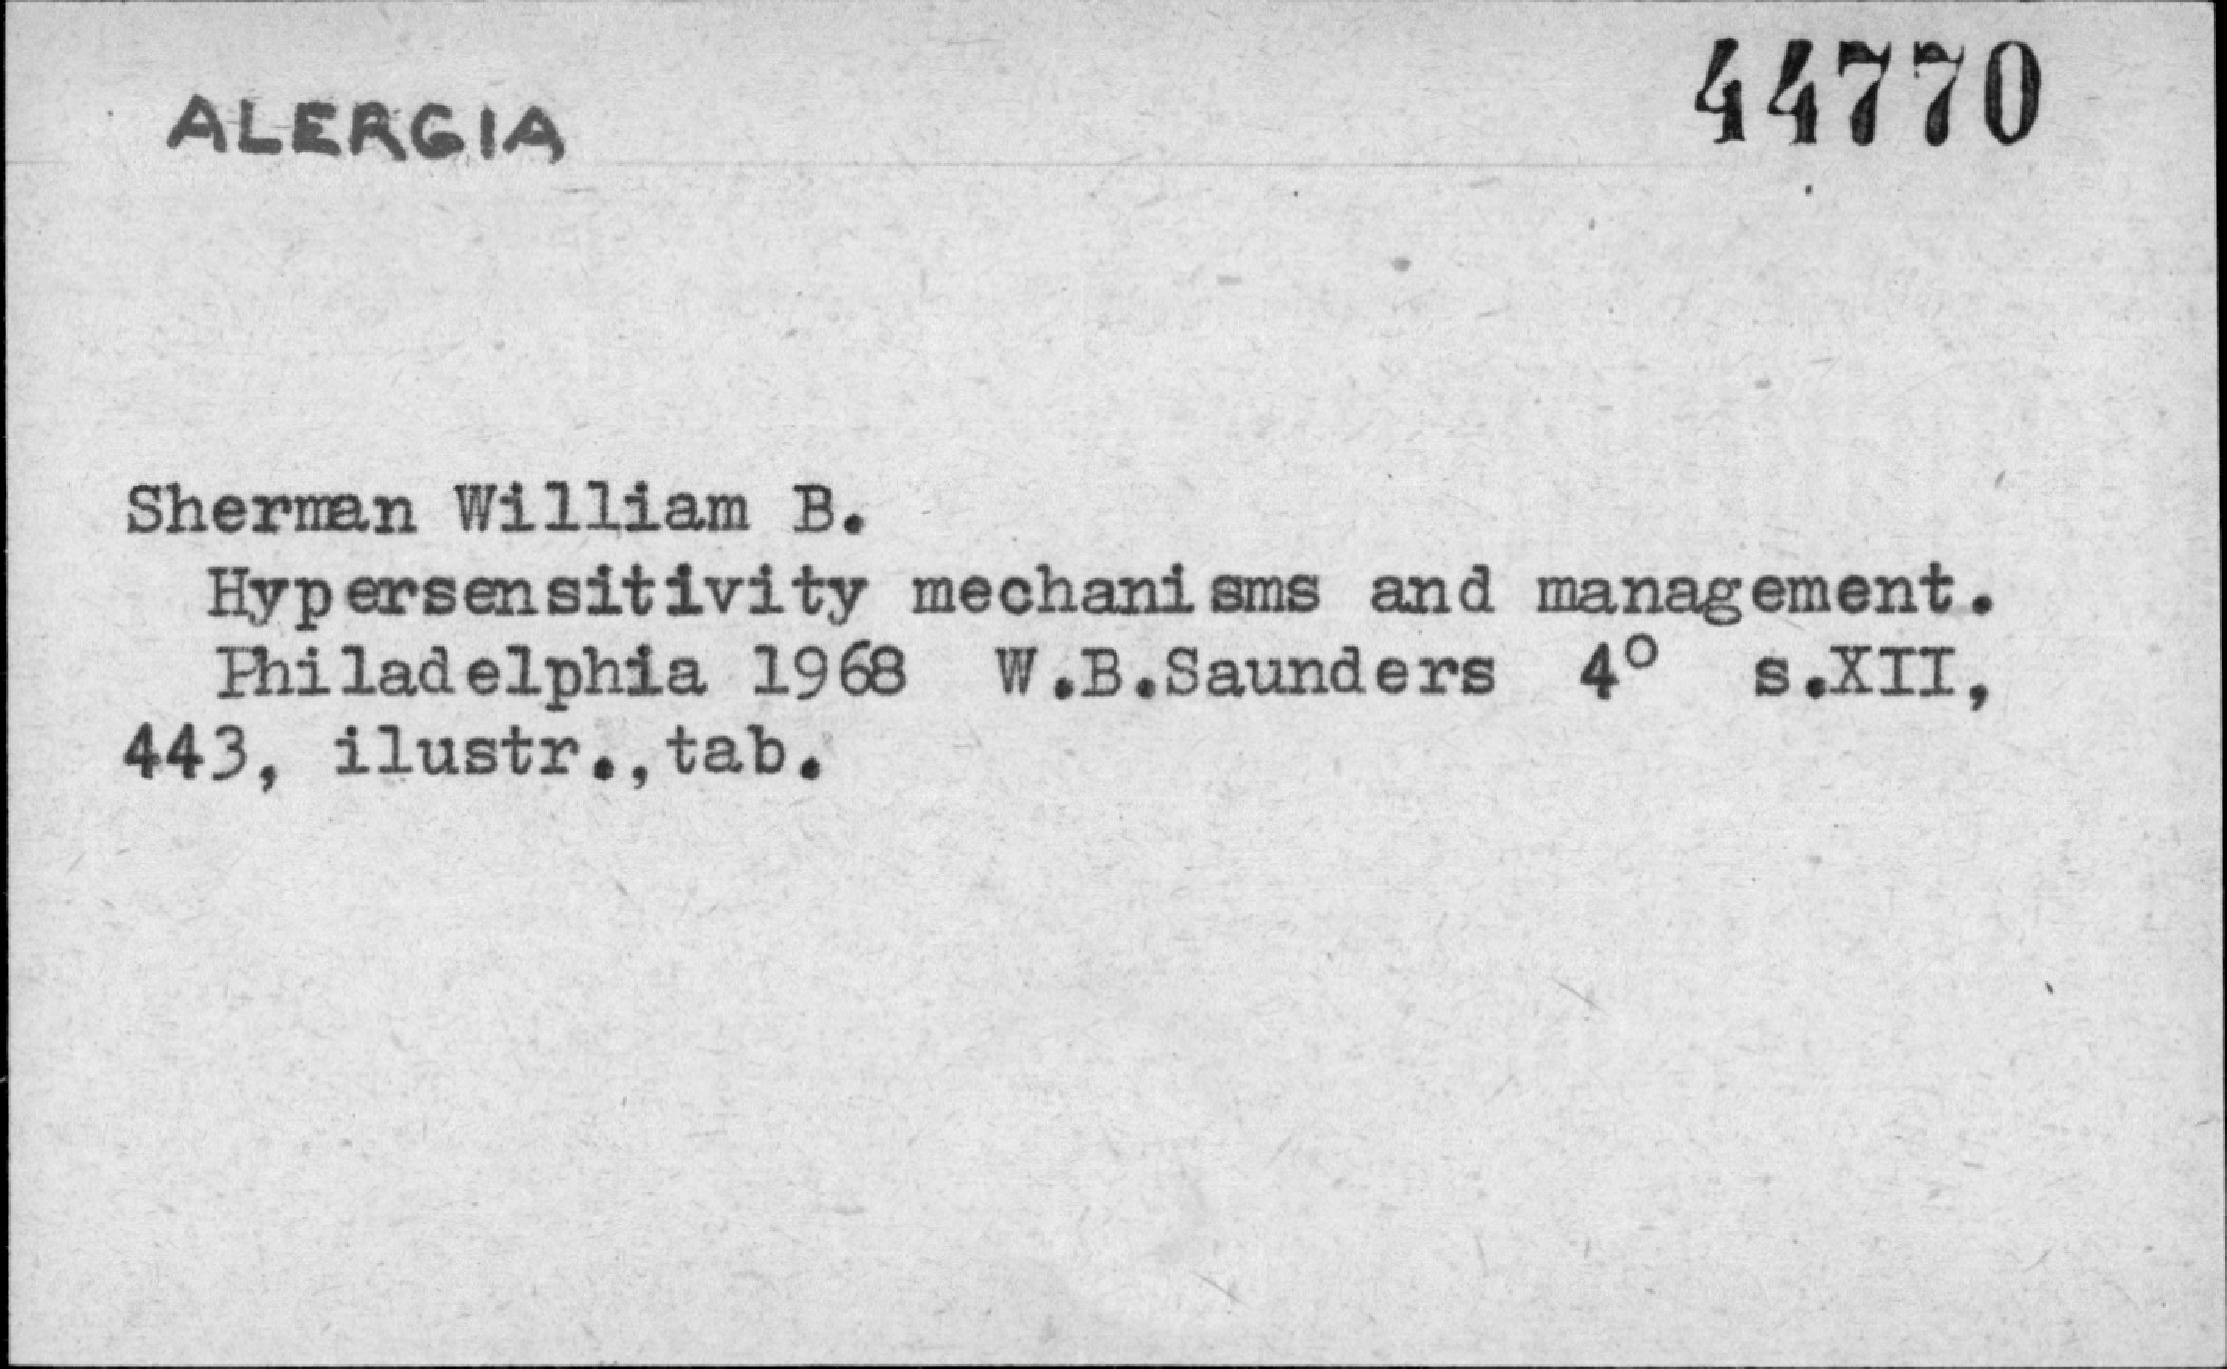 ALERGIA
44770
Sherman William B.
Hypersensitivity mechanisms and management.
Philadelphia 1968 W.B.Saunders 4° s.XII,
443, ilustr.,tab.